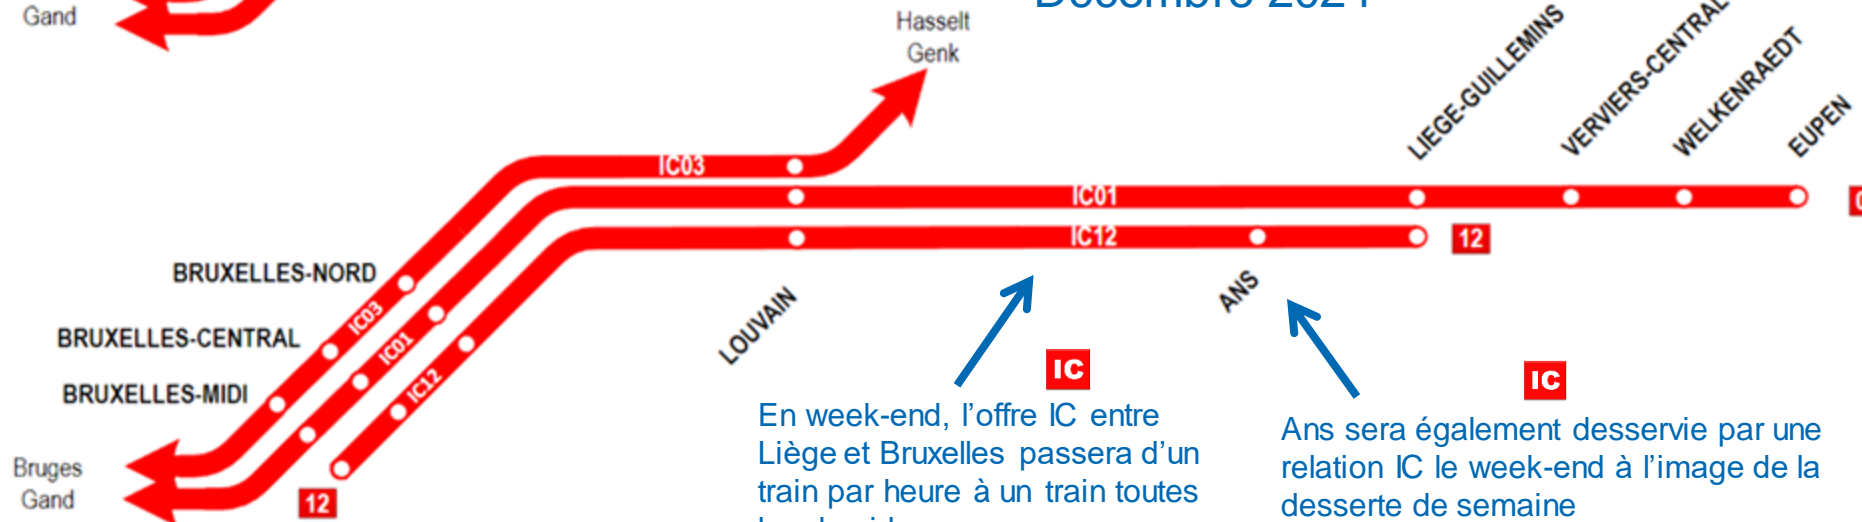 Décembre 2024
Gand
Hasselt
Genk
LIEGE-GUILLEMINS
VERVIERS-CENTRAL
WELKENRAEDT
EUPEN
IC03
IC01
IC12
12
BRUXELLES-NORD
BRUXELLES-CENTRAL
BRUXELLES-MIDI
IC03
IC01
IC12
LOUVAIN
ANS
Bruges
Gand
12
IC
En week-end, l’offre IC entre
Liège et Bruxelles passera d’un
train par heure à un train toutes
IC
Ans sera également desservie par une
relation IC le week-end à l’image de la
desserte de semaine